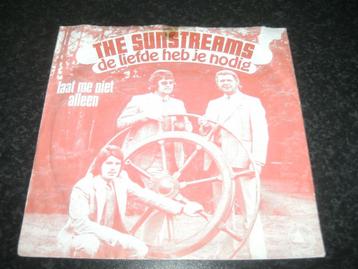 THE SUNSTREAMS
de liefde heb je nodig
laat me niet
alleen